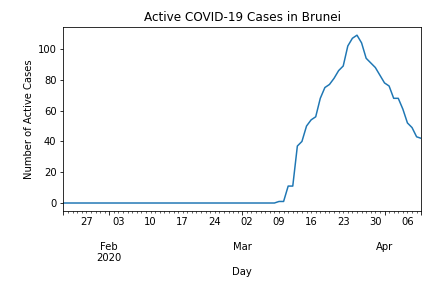 Active COVID-19 Cases in Brunei
Number of Active Cases
100
80
60
40
20
0
27 03 10 17 24 02 09 16 23 30 06
Feb Mar Apr
2020
Day